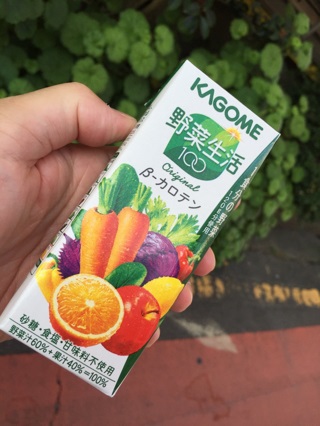 KAGOME
野菜生活
100
Original
β-カロテン
砂糖・食塩・甘味料不使用
野菜汁60%+果汁40%=100%